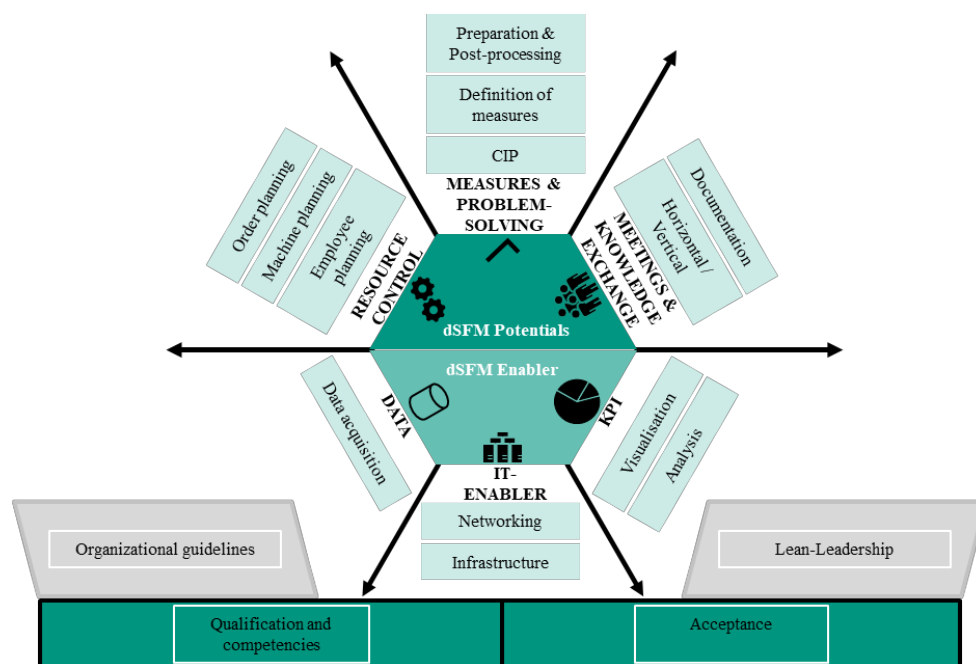 Preparation &
Post-processing
Definition of
measures
CIP
MEASURES &
PROBLEM-
SOLVING
Order planning
Machine planning
Employee
planning
RESOURCE
CONTROL
MEETINGS &
KNOWLEDGE
EXCHANGE
Horizontal /
Vertical
Documentation
dSFM Potentials
dSFM Enabler
Data acquisition
DATA
KPI
Visualisation
Analysis
IT-
ENABLER
Networking
Infrastructure
Organizational guidelines
Lean-Leadership
Qualification and
competencies
Acceptance